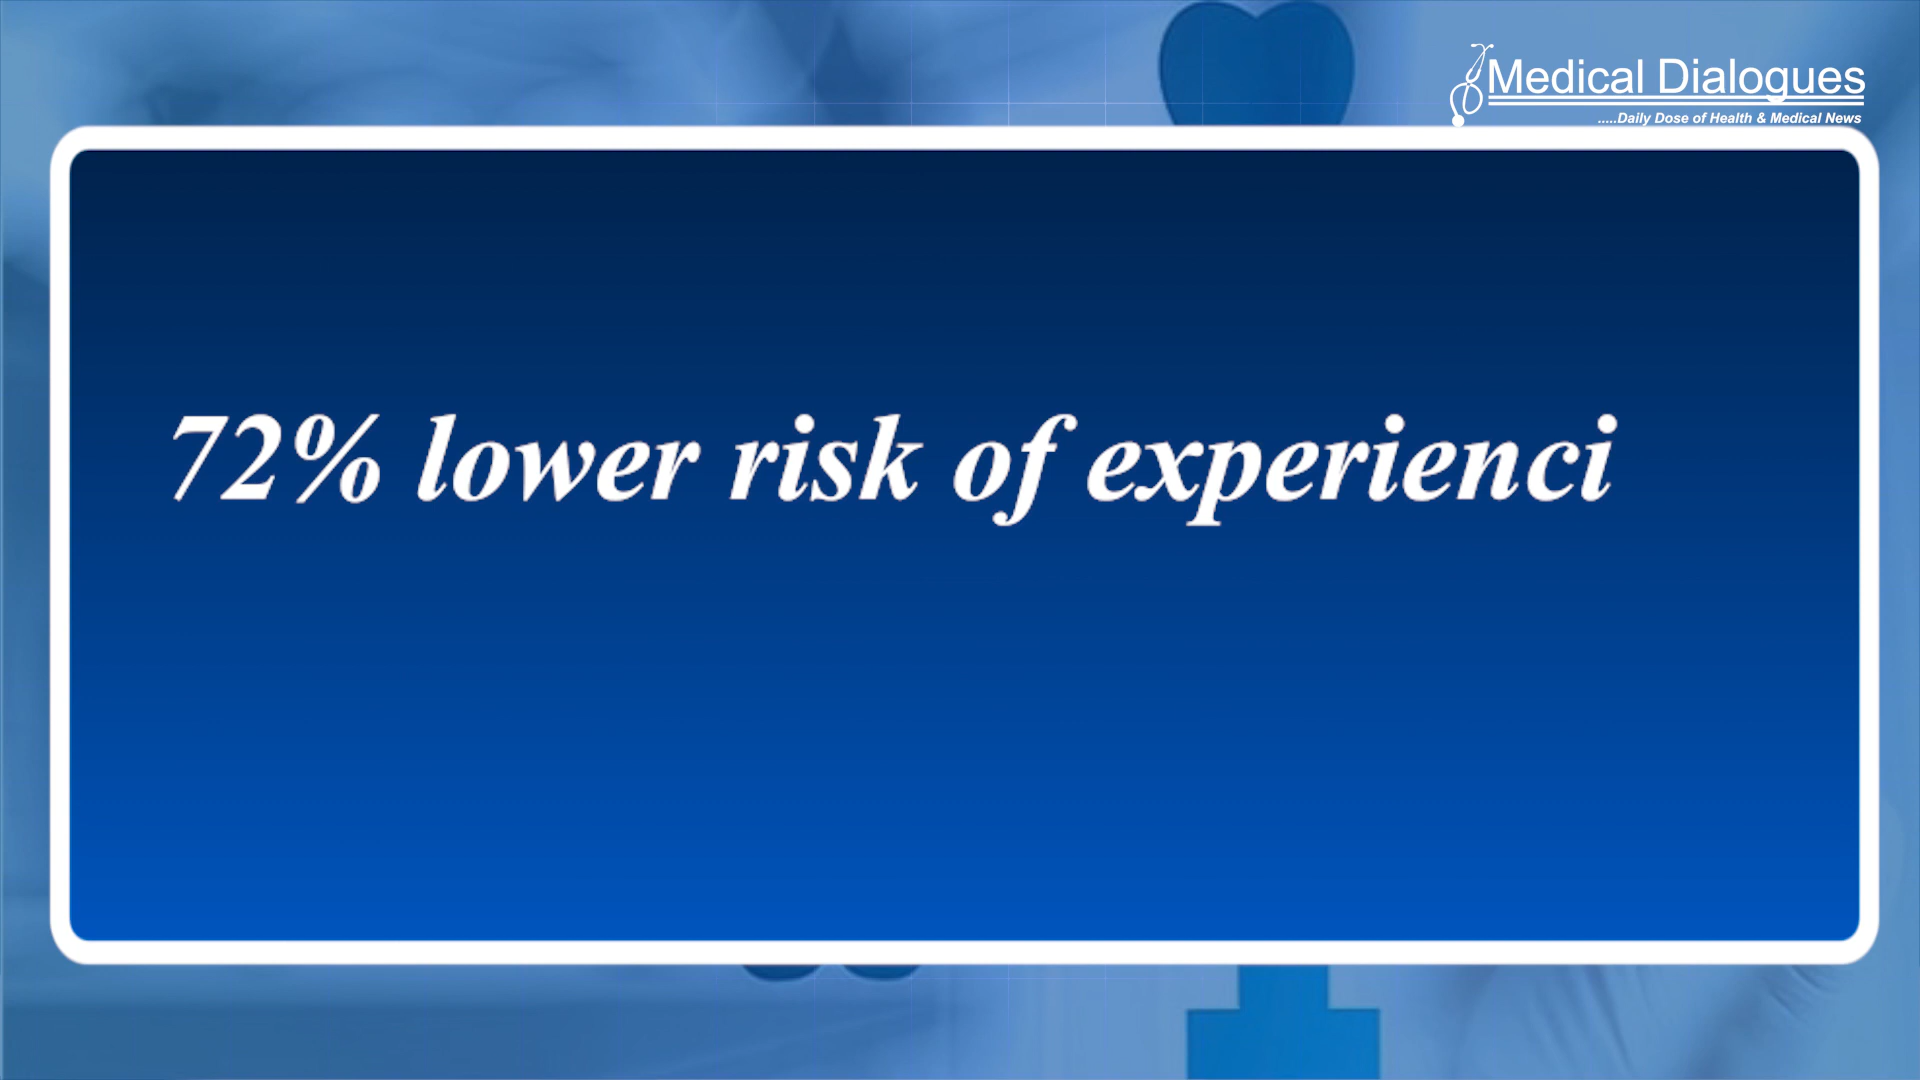 Medical Dialogues
.....Daily Dose of Health & Medical News
72% lower risk of experienci